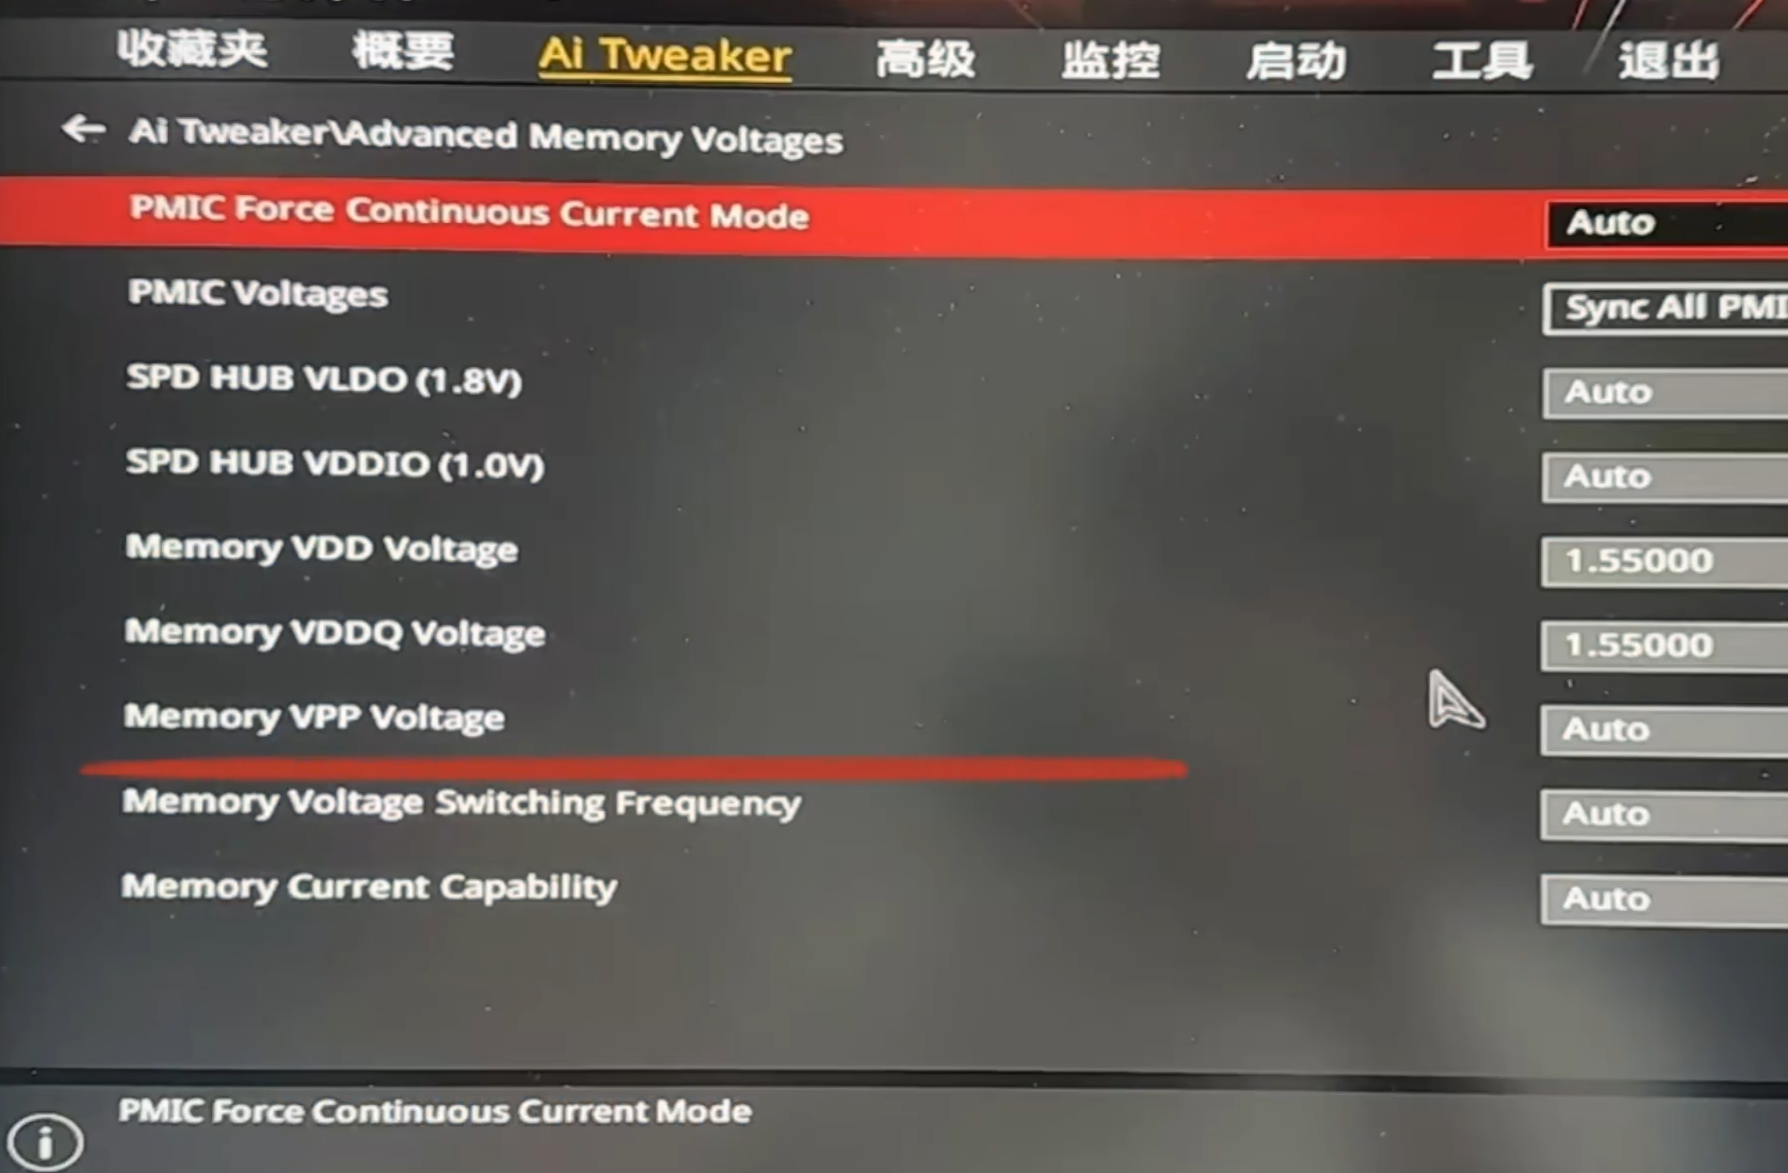 收藏夹 概要 Ai Tweaker 高级 监控 启动 工具 退出
← Ai Tweaker\Advanced Memory Voltages
PMIC Force Continuous Current Mode Auto
PMIC Voltages Sync All PMI
SPD HUB VLDO (1.8V) Auto
SPD HUB VDDIO (1.0V) Auto
Memory VDD Voltage 1.55000
Memory VDDQ Voltage 1.55000
Memory VPP Voltage Auto
Memory Voltage Switching Frequency Auto
Memory Current Capability Auto
PMIC Force Continuous Current Mode